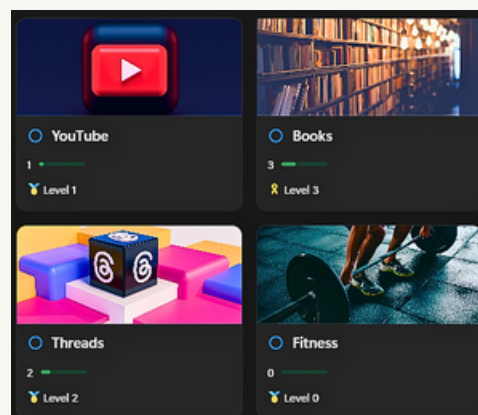 YouTube
1
Level 1
Books
3
Level 3
Threads
2
Level 2
Fitness
0
Level 0